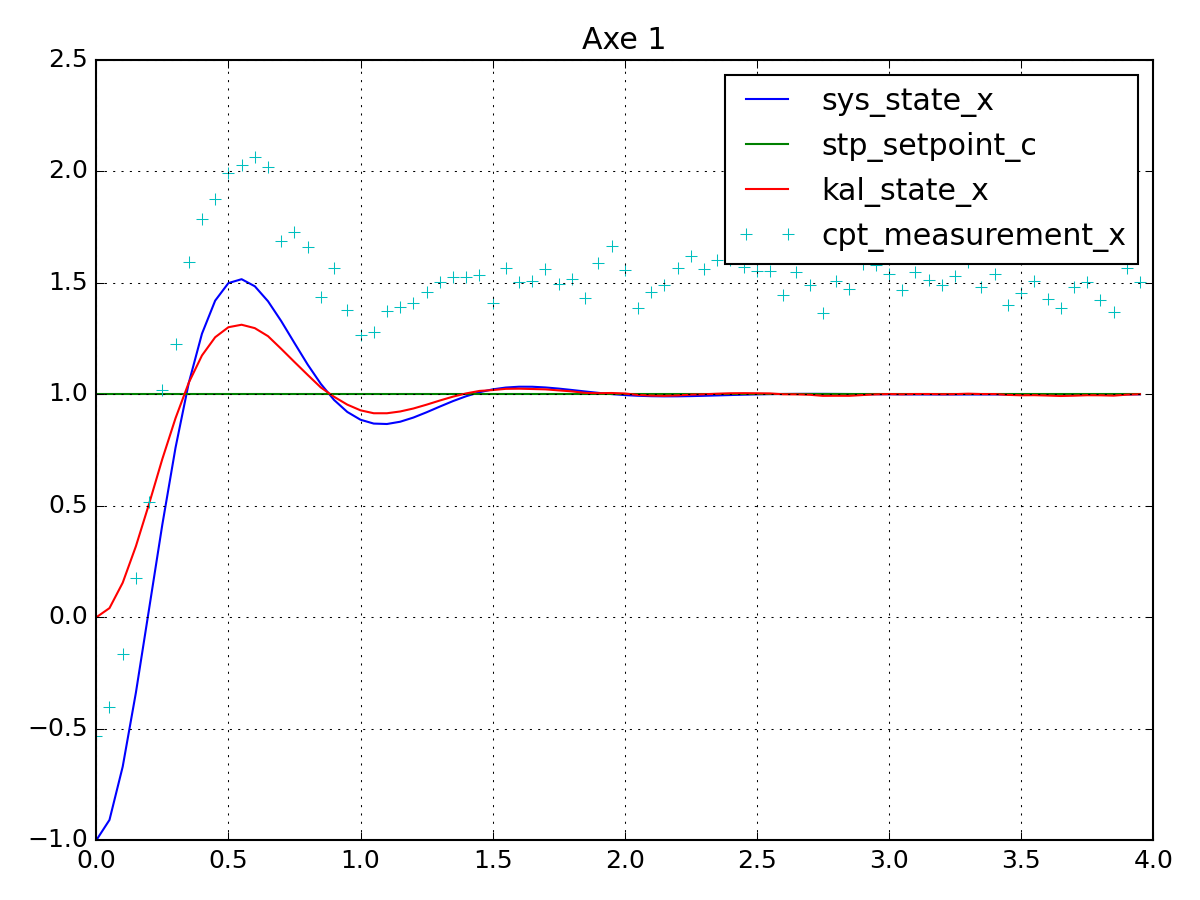 Axe 1
2.5
2.0
1.5
1.0
0.5
0.0
−0.5
−1.0
sys_state_x
stp_setpoint_c
kal_state_x
cpt_measurement_x
0.0 0.5 1.0 1.5 2.0 2.5 3.0 3.5 4.0